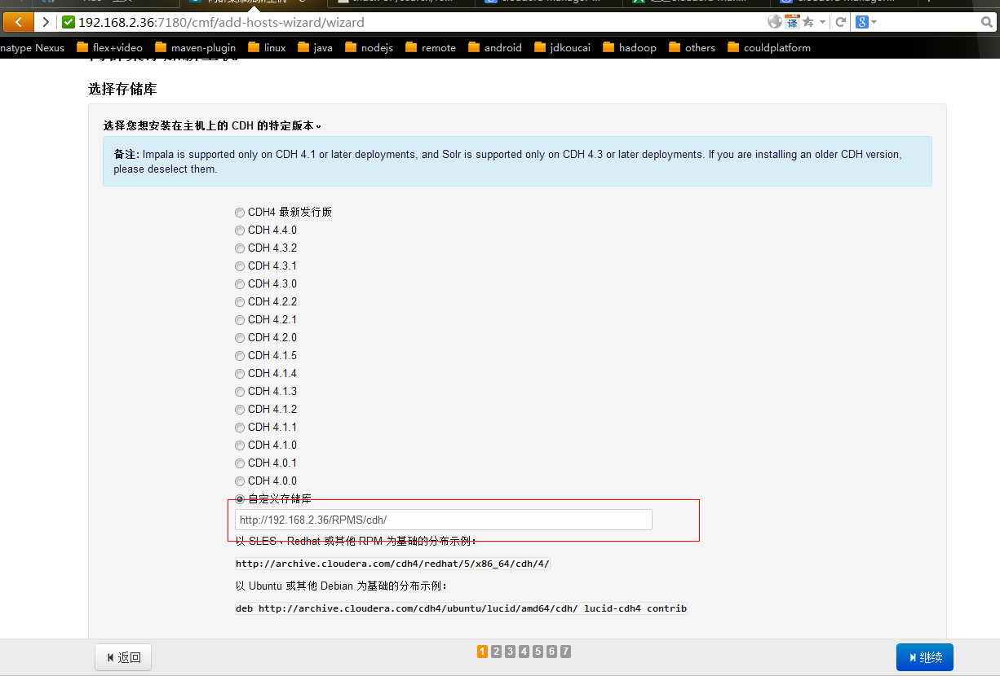 192.168.2.36:7180/cmf/add-hosts-wizard/wizard
译
8
natype Nexus flex+video maven-plugin linux java nodejs remote android jdkoucai hadoop others couldplatform
选择存储库
选择您想安装在主机上的 CDH 的特定版本。
备注: Impala is supported only on CDH 4.1 or later deployments, and Solr is supported only on CDH 4.3 or later deployments. If you are installing an older CDH version,
please deselect them.
CDH4 最新发行版
CDH 4.4.0
CDH 4.3.2
CDH 4.3.1
CDH 4.3.0
CDH 4.2.2
CDH 4.2.1
CDH 4.2.0
CDH 4.1.5
CDH 4.1.4
CDH 4.1.3
CDH 4.1.2
CDH 4.1.1
CDH 4.1.0
CDH 4.0.1
CDH 4.0.0
自定义存储库
http://192.168.2.36/RPMS/cdh/
以 SLES、Redhat 或其他 RPM 为基础的分布示例：
http://archive.cloudera.com/cdh4/redhat/5/x86_64/cdh/4/
以 Ubuntu 或其他 Debian 为基础的分布示例：
deb http://archive.cloudera.com/cdh4/ubuntu/lucid/amd64/cdh/ lucid-cdh4 contrib
返回 1 2 3 4 5 6 7 继续